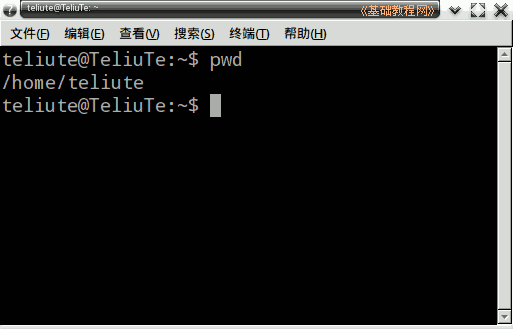 teliute@TeliuTe: ~ 《基础教程网》
文件(F) 编辑(E) 查看(V) 搜索(S) 终端(T) 帮助(H)
teliute@TeliuTe:~$ pwd
/home/teliute
teliute@TeliuTe:~$